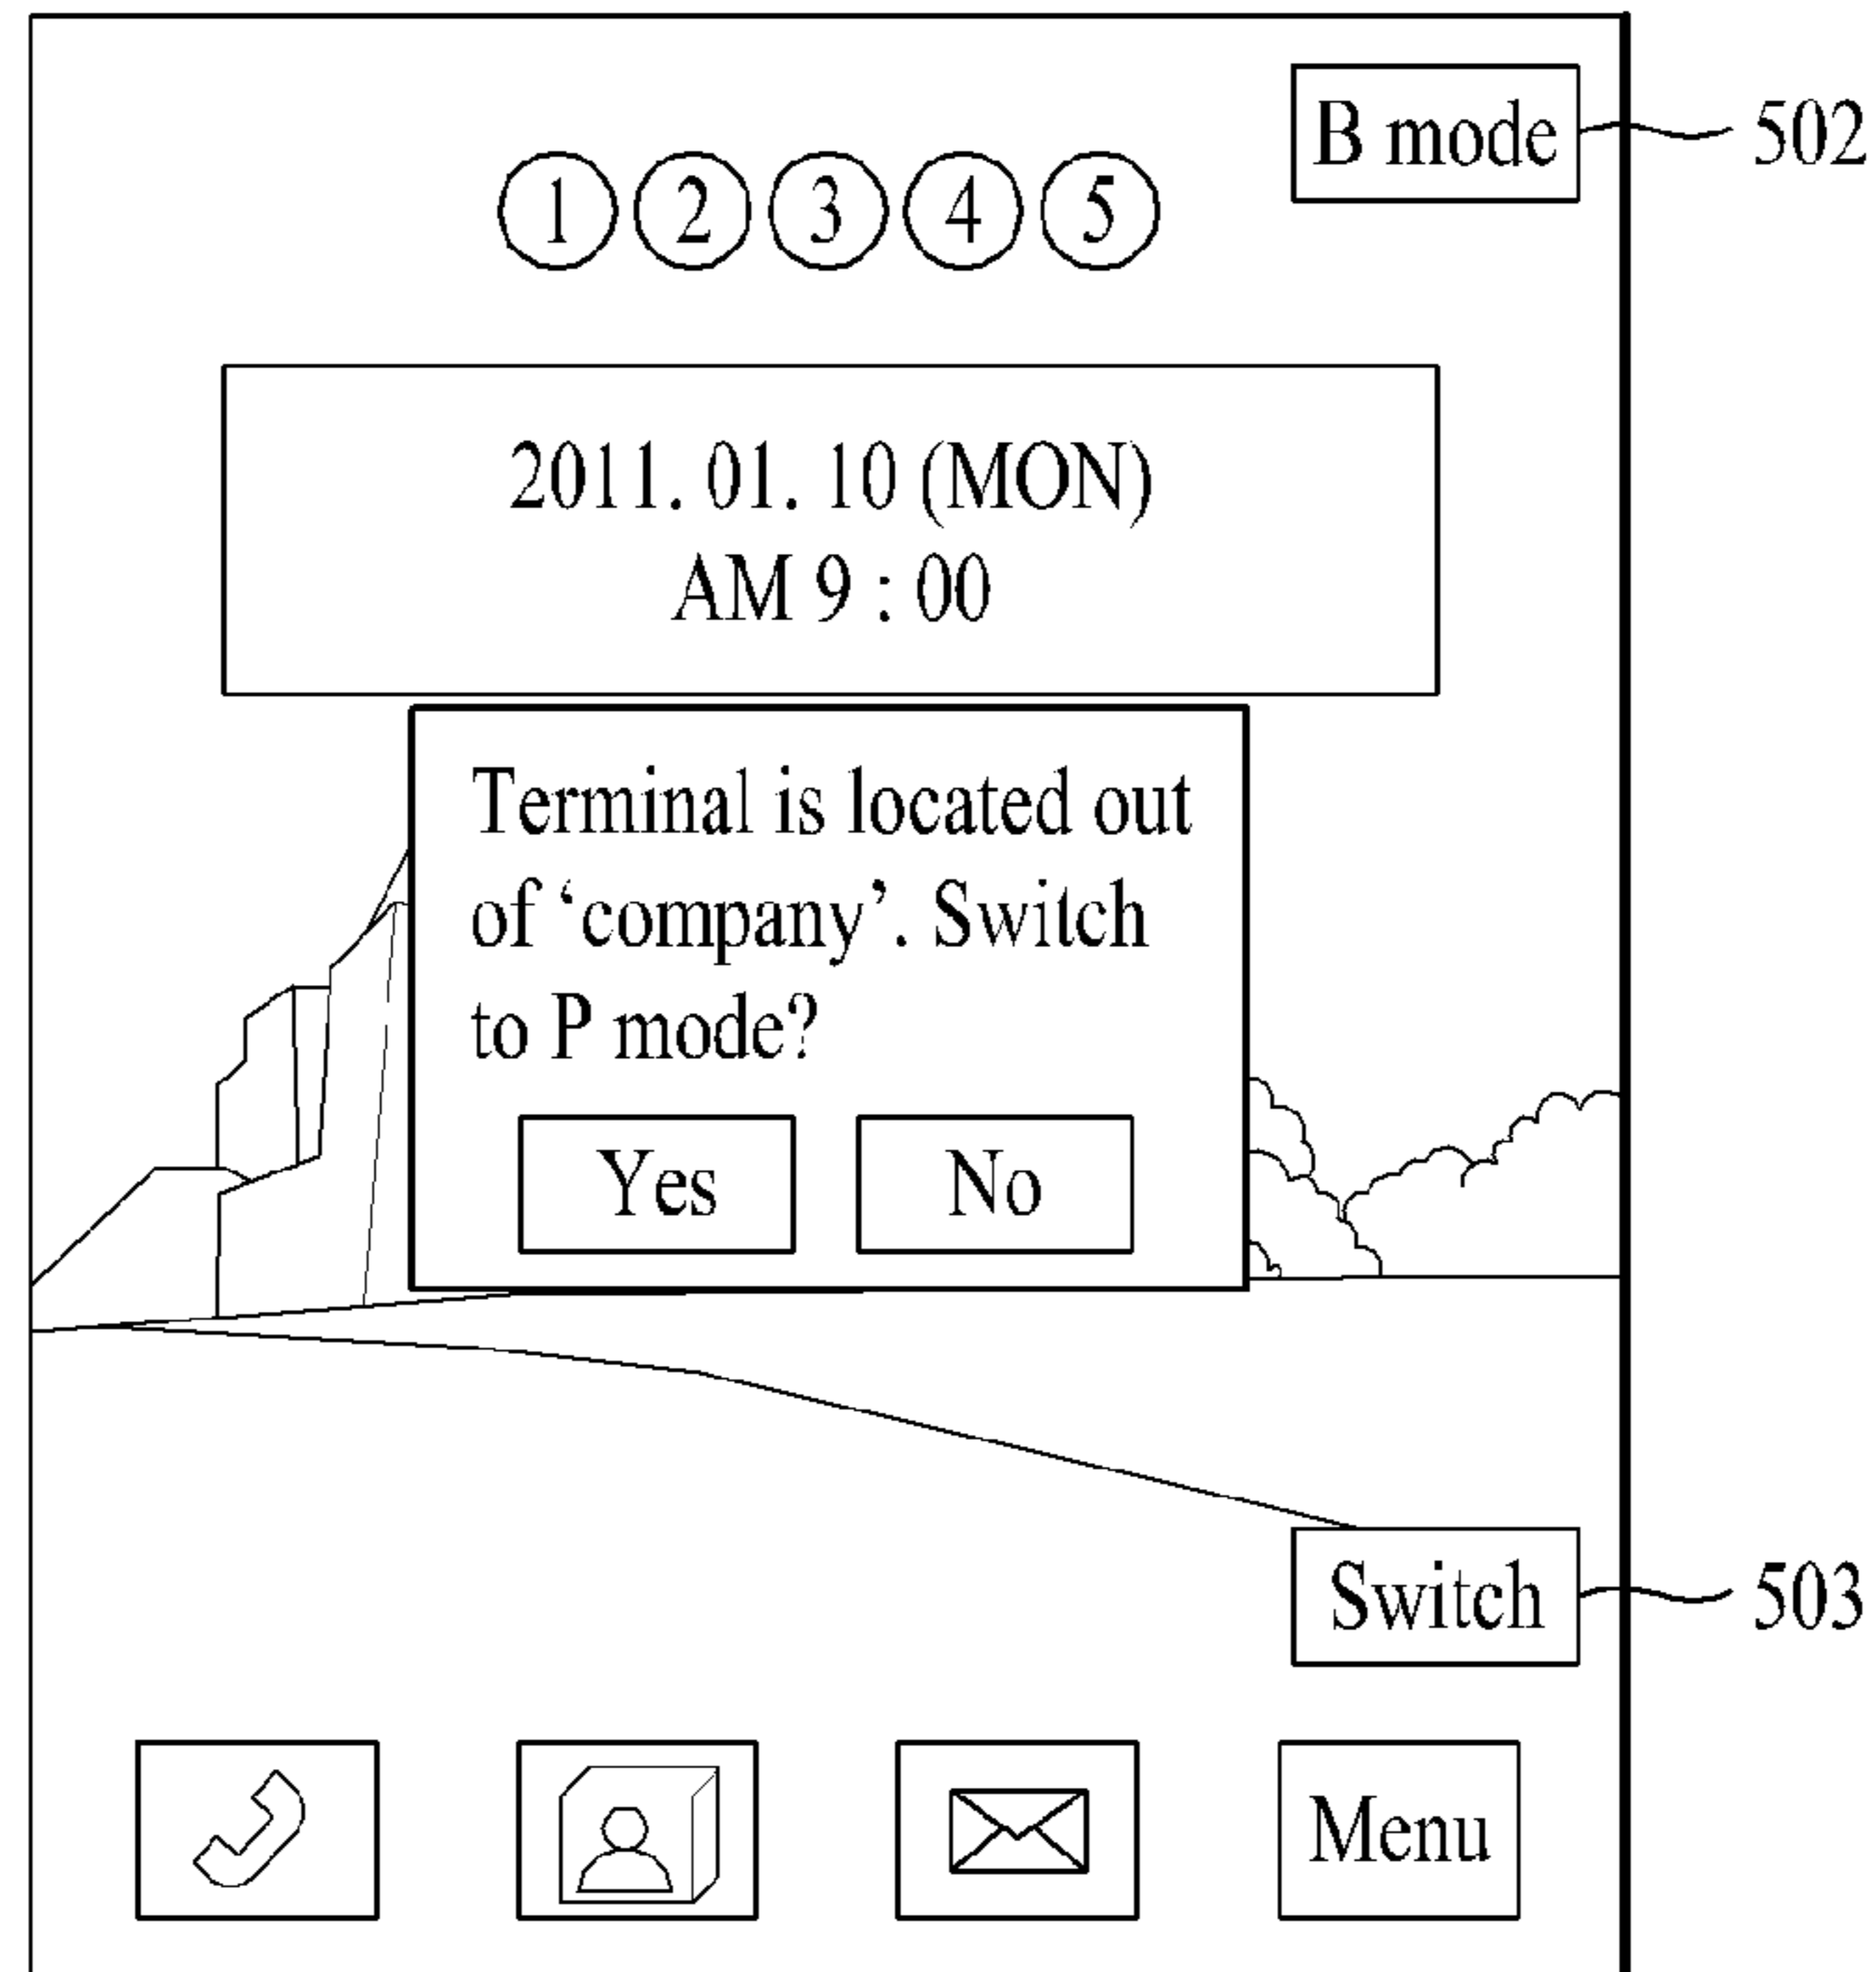 B mode
502
1 2 3 4 5
2011. 01. 10 (MON)
AM 9 : 00
Terminal is located out
of ‘company’. Switch
to P mode?
Yes No
Switch
503
Menu